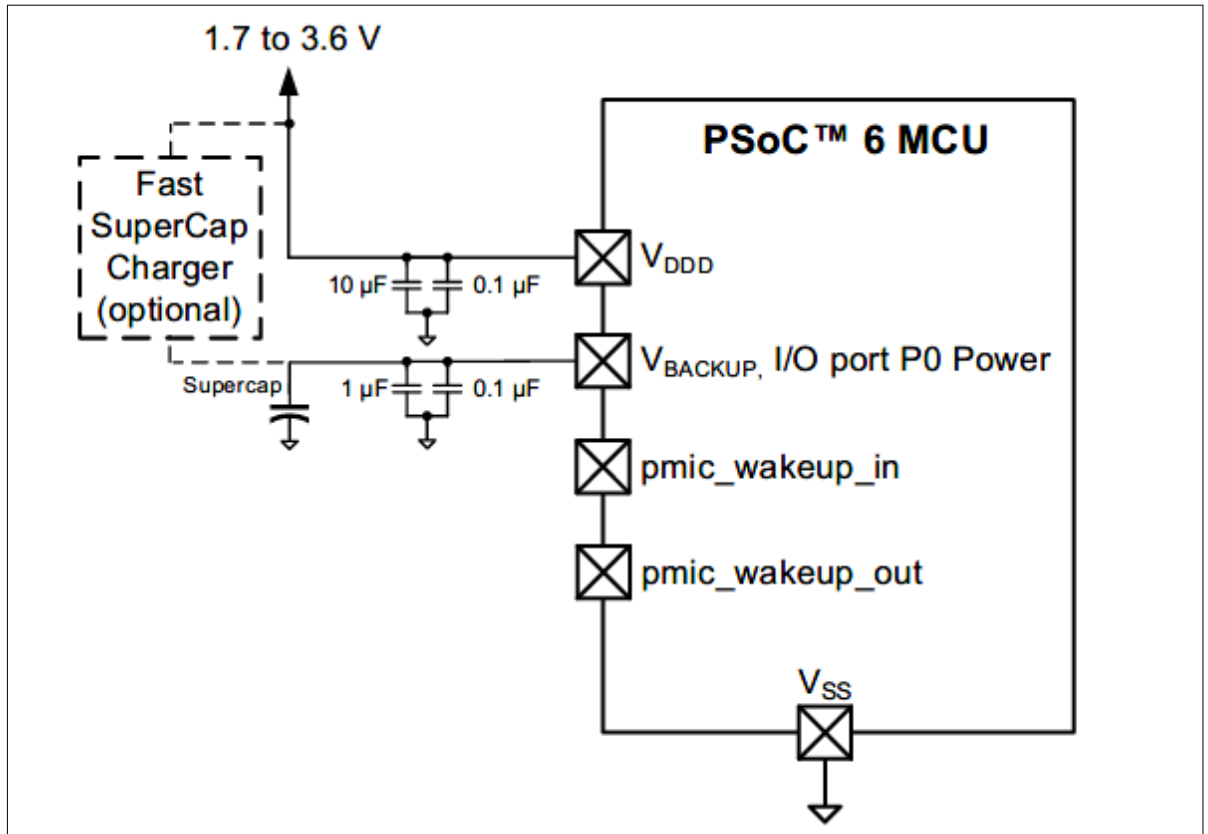 1.7 to 3.6 V
PSoC™ 6 MCU
Fast
SuperCap
Charger
(optional)
VDDD
10 µF
0.1 µF
VBACKUP, I/O port P0 Power
Supercap
1 µF
0.1 µF
pmic_wakeup_in
pmic_wakeup_out
VSS